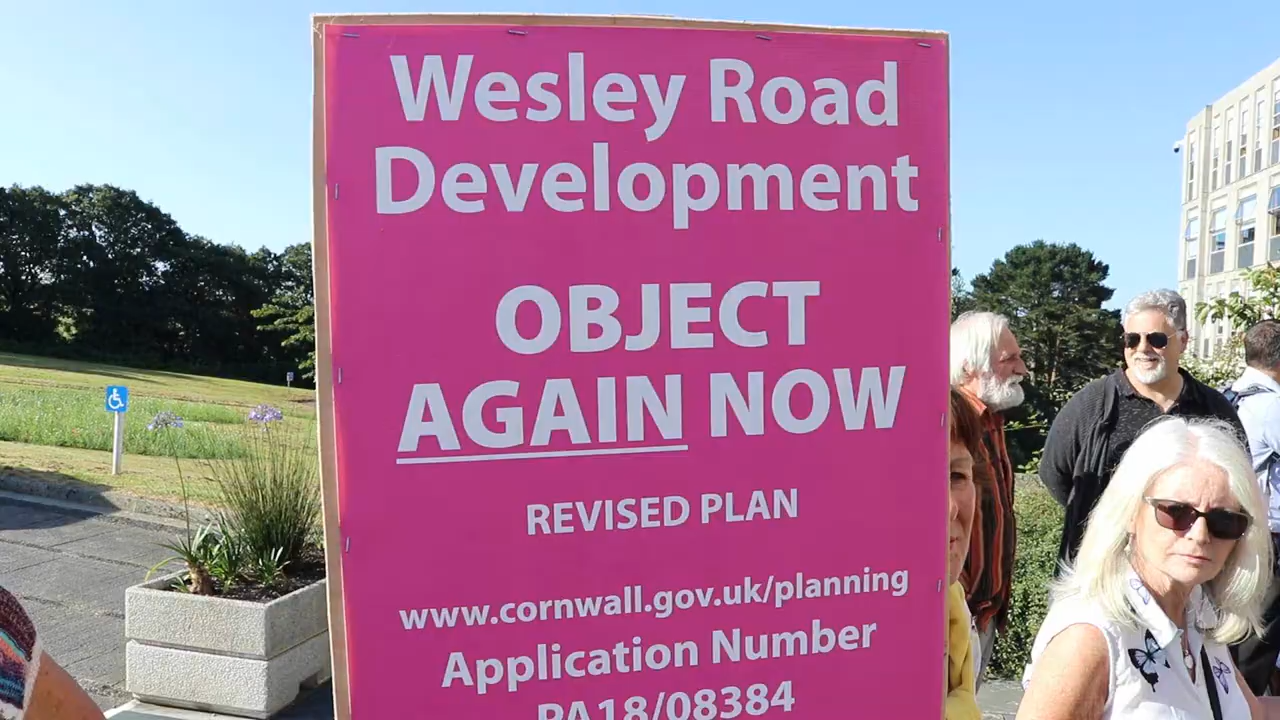 Wesley Road
Development
OBJECT
AGAIN NOW
REVISED PLAN
www.cornwall.gov.uk/planning
Application Number
PA18/08384